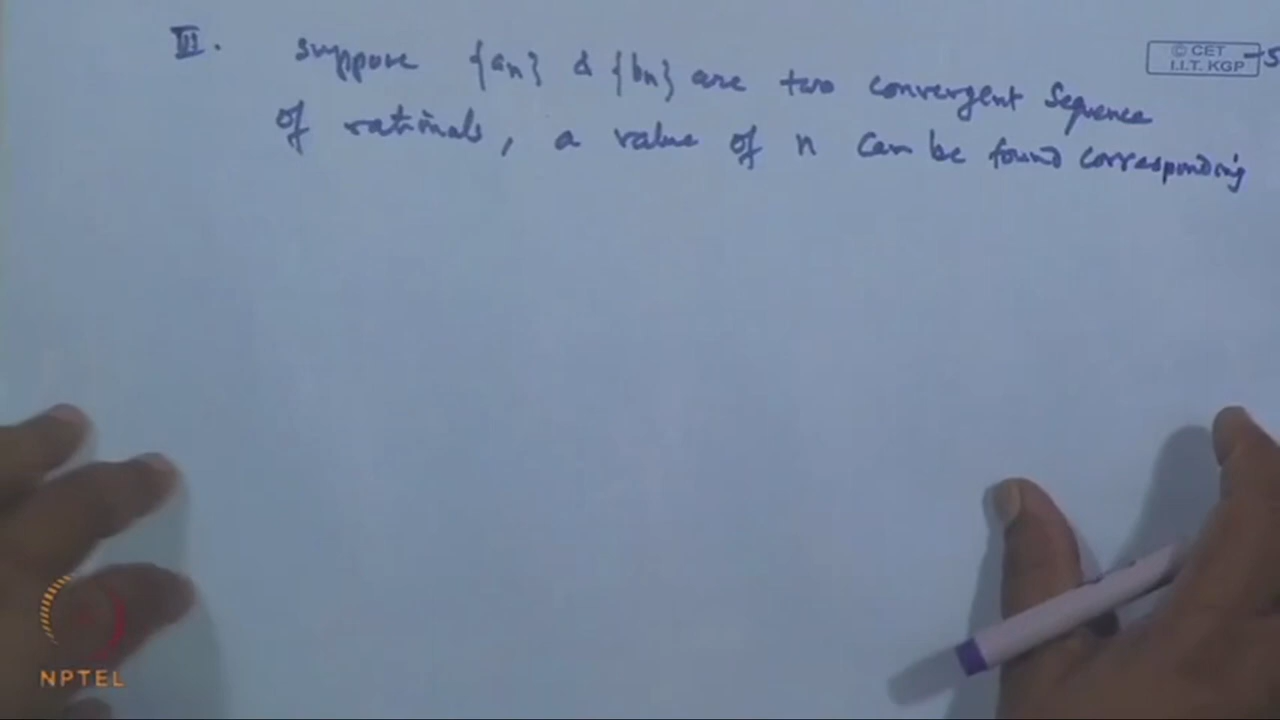 III. suppose {an} & {bn} are two convergent Sequence
of rationals, a value of n can be found corresponding
© CET
I.I.T. KGP
NPTEL